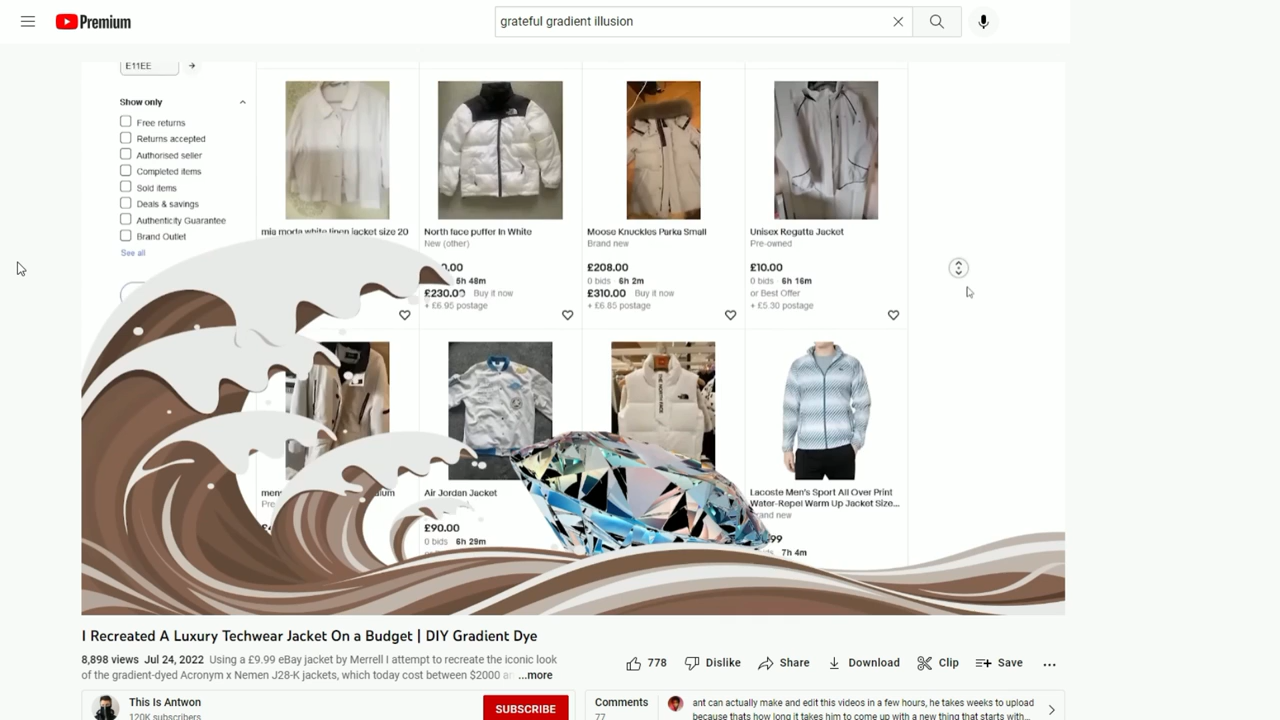 Premium
grateful gradient illusion
E11EE
Show only
Free returns
Returns accepted
Authorised seller
Completed items
Sold items
Deals & savings
Authenticity Guarantee
Brand Outlet
See all
mia moda white linen jacket size 20
North face puffer In White
New (other)
5h 48m
£230.00 Buy it now
+ £6.95 postage
Moose Knuckles Parka Small
Brand new
£208.00
0 bids 6h 2m
£310.00 Buy it now
+ £6.85 postage
Unisex Regatta Jacket
Pre-owned
£10.00
0 bids 6h 16m
or Best Offer
+ £5.30 postage
Air Jordan Jacket
£90.00
0 bids 6h 29m
Lacoste Men's Sport All Over Print
Water-Repel Warm Up Jacket Size...
7h 4m
I Recreated A Luxury Techwear Jacket On a Budget | DIY Gradient Dye
8,898 views Jul 24, 2022 Using a £9.99 eBay jacket by Merrell I attempt to recreate the iconic look
of the gradient-dyed Acronym x Nemen J28-K jackets, which today cost between $2000 an ...more
778 Dislike Share Download Clip Save
This Is Antwon
120K subscribers
SUBSCRIBE
Comments
77
ant can actually make and edit this videos in a few hours, he takes weeks to upload
because thats how long it takes him to come up with a new thing that starts with...